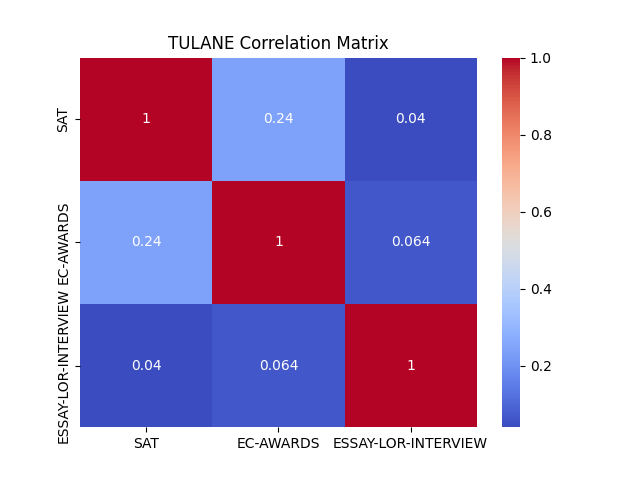 TULANE Correlation Matrix
SAT
1
0.24
0.04
EC-AWARDS
0.24
1
0.064
ESSAY-LOR-INTERVIEW
0.04
0.064
1
SAT
EC-AWARDS
ESSAY-LOR-INTERVIEW
1.0
0.8
0.6
0.4
0.2